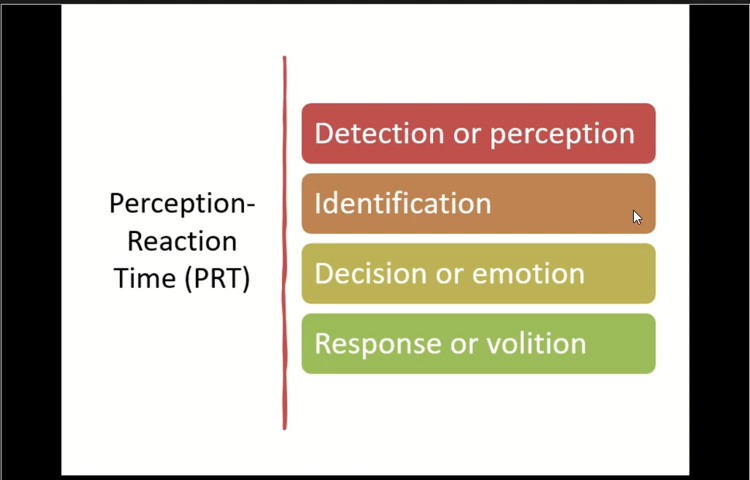 Perception-
Reaction
Time (PRT)
Detection or perception
Identification
Decision or emotion
Response or volition